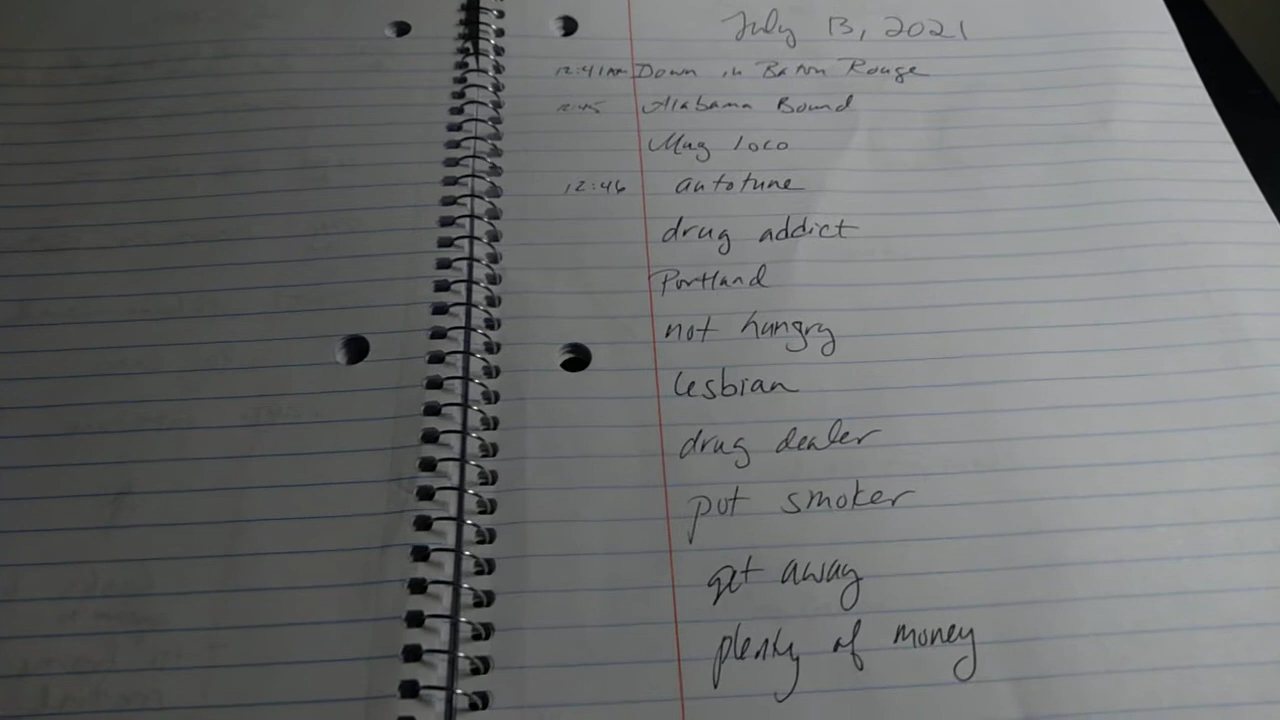 July 13, 2021
12:41 AM Down in Baton Rouge
12:45 Alabama Bound
Muy loco
12:46 autotune
drug addict
Portland
not hungry
lesbian
drug dealer
pot smoker
get away
plenty of money